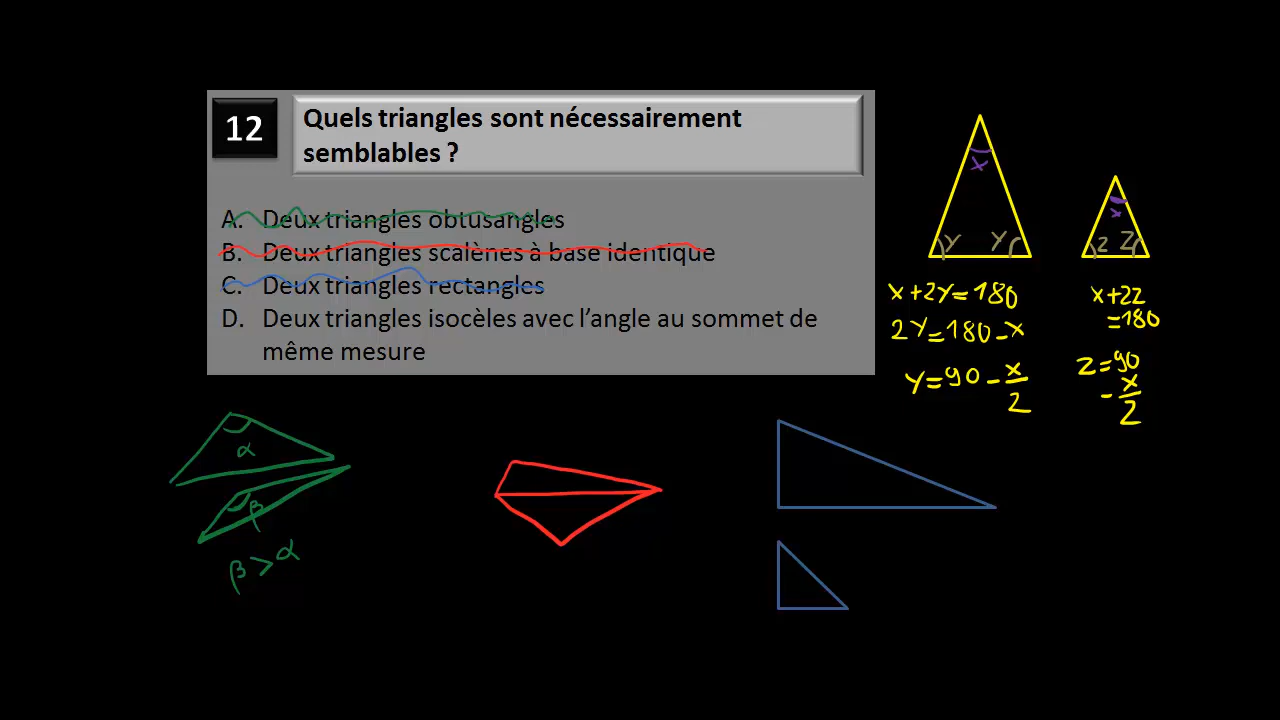 12
Quels triangles sont nécessairement
semblables ?
A. Deux triangles obtusangles
B. Deux triangles scalènes à base identique
C. Deux triangles rectangles
D. Deux triangles isocèles avec l'angle au sommet de
même mesure
x
Y Y
x+2Y=180
2Y=180-x
Y=90-x/2
x
z z
x+2z
=180
z=90
-x/2
α
β
β>α